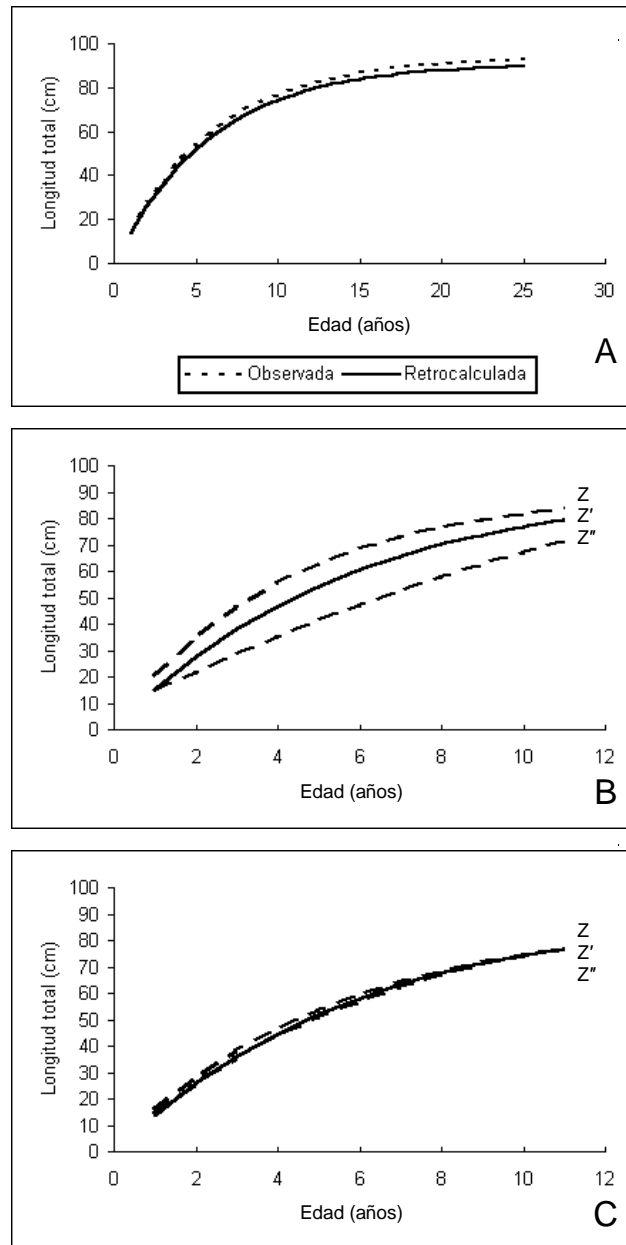 100
80
60
40
20
0
Longitud total (cm)
0 5 10 15 20 25 30
Edad (años)
A
Observada Retrocalculada
100
90
80
70
60
50
40
30
20
10
0
Longitud total (cm)
Z
Z'
Z"
0 2 4 6 8 10 12
Edad (años)
B
100
90
80
70
60
50
40
30
20
10
0
Longitud total (cm)
Z
Z'
Z"
0 2 4 6 8 10 12
Edad (años)
C